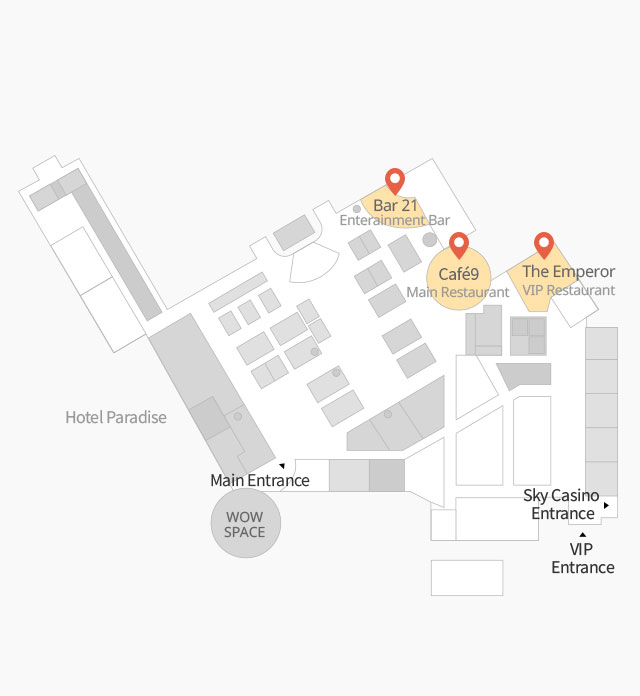 Bar 21
Enterainment Bar
Café9
Main Restaurant
The Emperor
VIP Restaurant
Hotel Paradise
Main Entrance
WOW
SPACE
Sky Casino
Entrance
VIP
Entrance